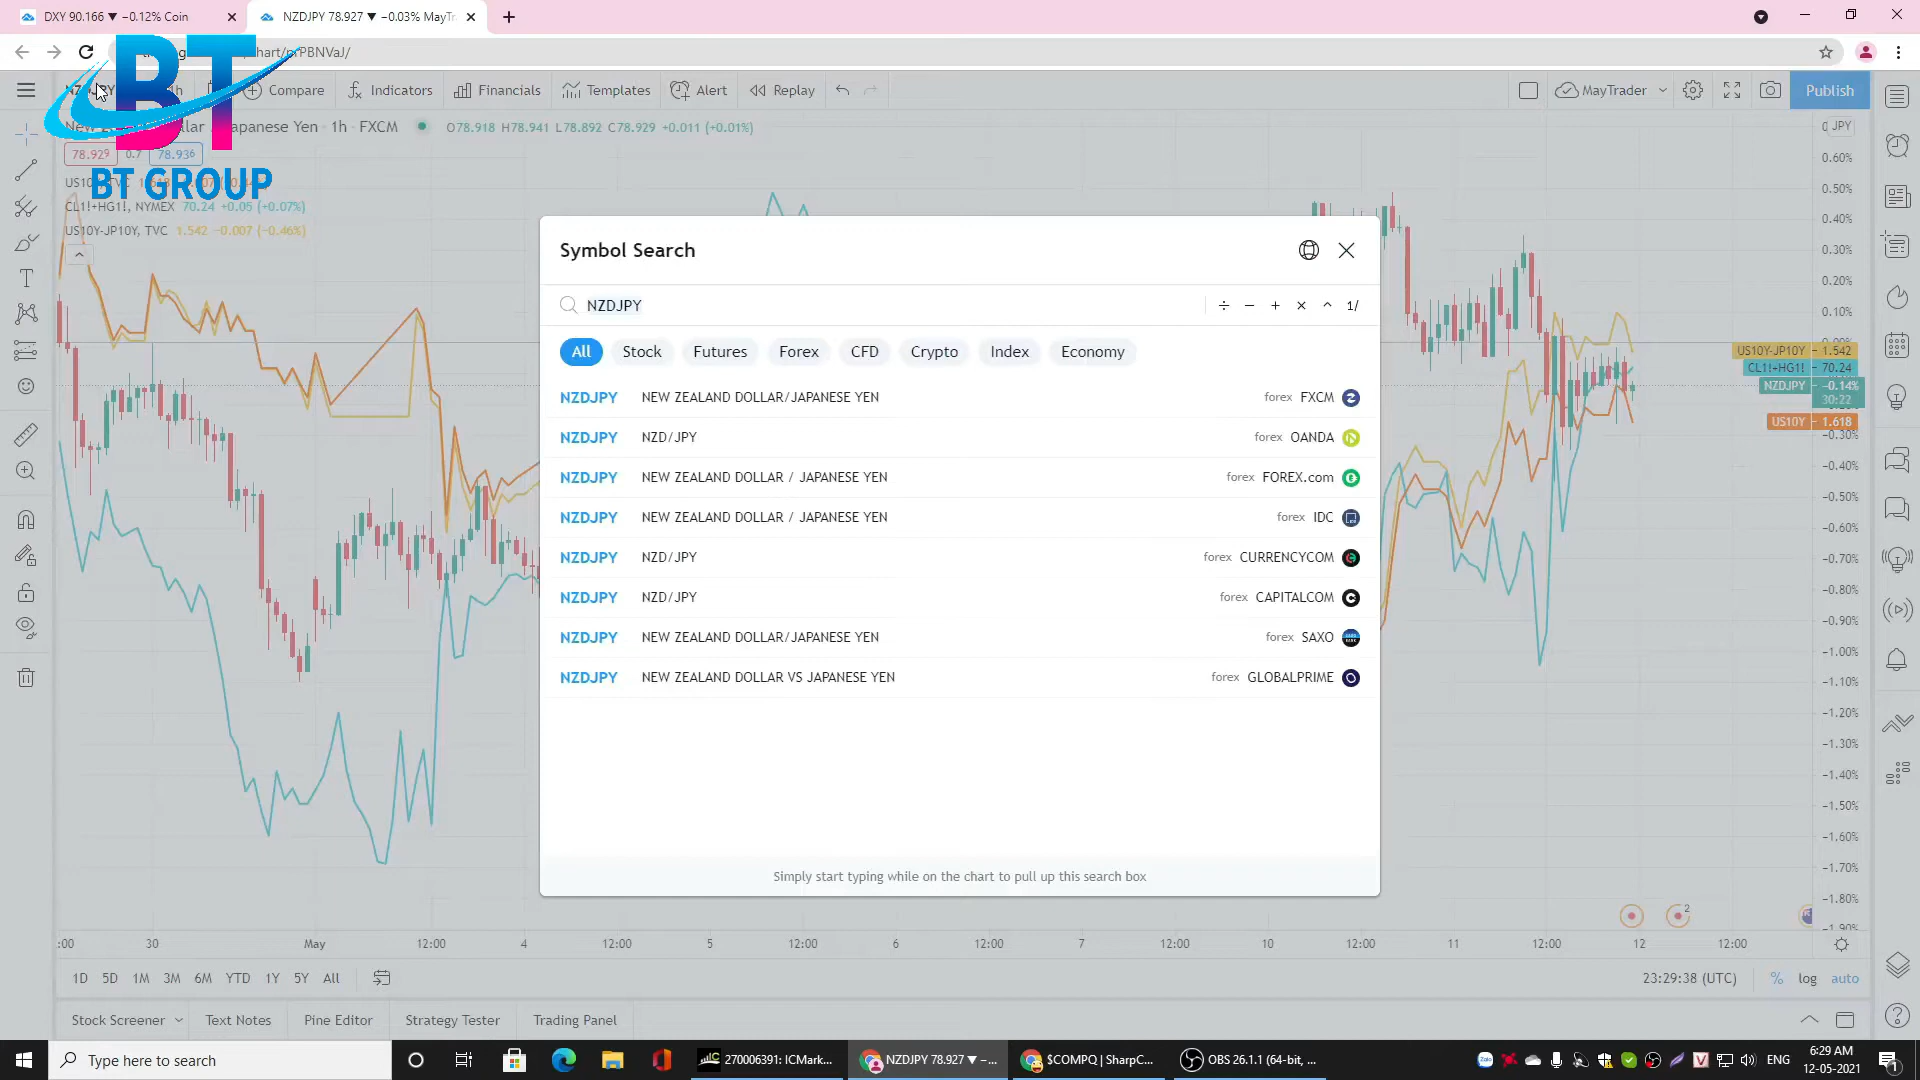 DXY 90.166 ▼ −0.12% Coin
NZDJPY 78.927 ▼ −0.03% MayTr
BT
BT GROUP
Compare
Indicators
Financials
Templates
Alert
Replay
MayTrader
Publish
Japanese Yen · 1h · FXCM
O78.918 H78.941 L78.892 C78.929 +0.011 (+0.01%)
JPY
78.929 0.7 78.936
CL1!+HG1!, NYMEX 70.24 +0.05 (+0.07%)
US10Y-JP10Y, TVC 1.542 −0.007 (−0.46%)
Symbol Search
NZDJPY
÷ − + × ^ 1/
All Stock Futures Forex CFD Crypto Index Economy
NZDJPY NEW ZEALAND DOLLAR/JAPANESE YEN forex FXCM
NZDJPY NZD/JPY forex OANDA
NZDJPY NEW ZEALAND DOLLAR / JAPANESE YEN forex FOREX.com
NZDJPY NEW ZEALAND DOLLAR / JAPANESE YEN forex IDC
NZDJPY NZD/JPY forex CURRENCYCOM
NZDJPY NZD/JPY forex CAPITALCOM
NZDJPY NEW ZEALAND DOLLAR/JAPANESE YEN forex SAXO
NZDJPY NEW ZEALAND DOLLAR VS JAPANESE YEN forex GLOBALPRIME
Simply start typing while on the chart to pull up this search box
0.60%
0.50%
0.40%
0.30%
0.20%
0.10%
US10Y-JP10Y 1.542
CL1!+HG1! 70.24
NZDJPY −0.14%
30:22
US10Y 1.618
−0.30%
−0.40%
−0.50%
−0.60%
−0.70%
−0.80%
−0.90%
−1.00%
−1.10%
−1.20%
−1.30%
−1.40%
−1.50%
−1.60%
−1.70%
−1.80%
−1.90%
2
:00 30 May 12:00 4 12:00 5 12:00 6 12:00 7 12:00 10 12:00 11 12:00 12 12:00
1D 5D 1M 3M 6M YTD 1Y 5Y All
23:29:38 (UTC) % log auto
Stock Screener Text Notes Pine Editor Strategy Tester Trading Panel
Type here to search
270006391: ICMark...
NZDJPY 78.927 ▼ −...
$COMPQ | SharpC...
OBS 26.1.1 (64-bit, ...
ENG
6:29 AM
12-05-2021
1